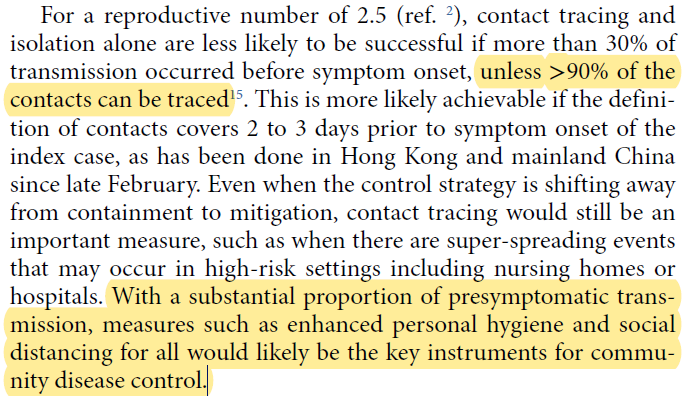 For a reproductive number of 2.5 (ref. 2), contact tracing and
isolation alone are less likely to be successful if more than 30% of
transmission occurred before symptom onset, unless >90% of the
contacts can be traced15. This is more likely achievable if the defini-
tion of contacts covers 2 to 3 days prior to symptom onset of the
index case, as has been done in Hong Kong and mainland China
since late February. Even when the control strategy is shifting away
from containment to mitigation, contact tracing would still be an
important measure, such as when there are super-spreading events
that may occur in high-risk settings including nursing homes or
hospitals. With a substantial proportion of presymptomatic trans-
mission, measures such as enhanced personal hygiene and social
distancing for all would likely be the key instruments for commu-
nity disease control.